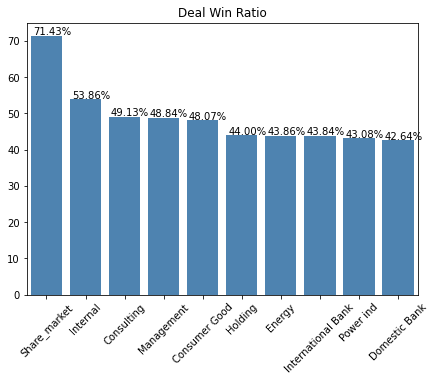 Deal Win Ratio
70
60
50
40
30
20
10
0
71.43%
53.86%
49.13%
48.84%
48.07%
44.00%
43.86%
43.84%
43.08%
42.64%
Share_market
Internal
Consulting
Management
Consumer Good
Holding
Energy
International Bank
Power ind
Domestic Bank